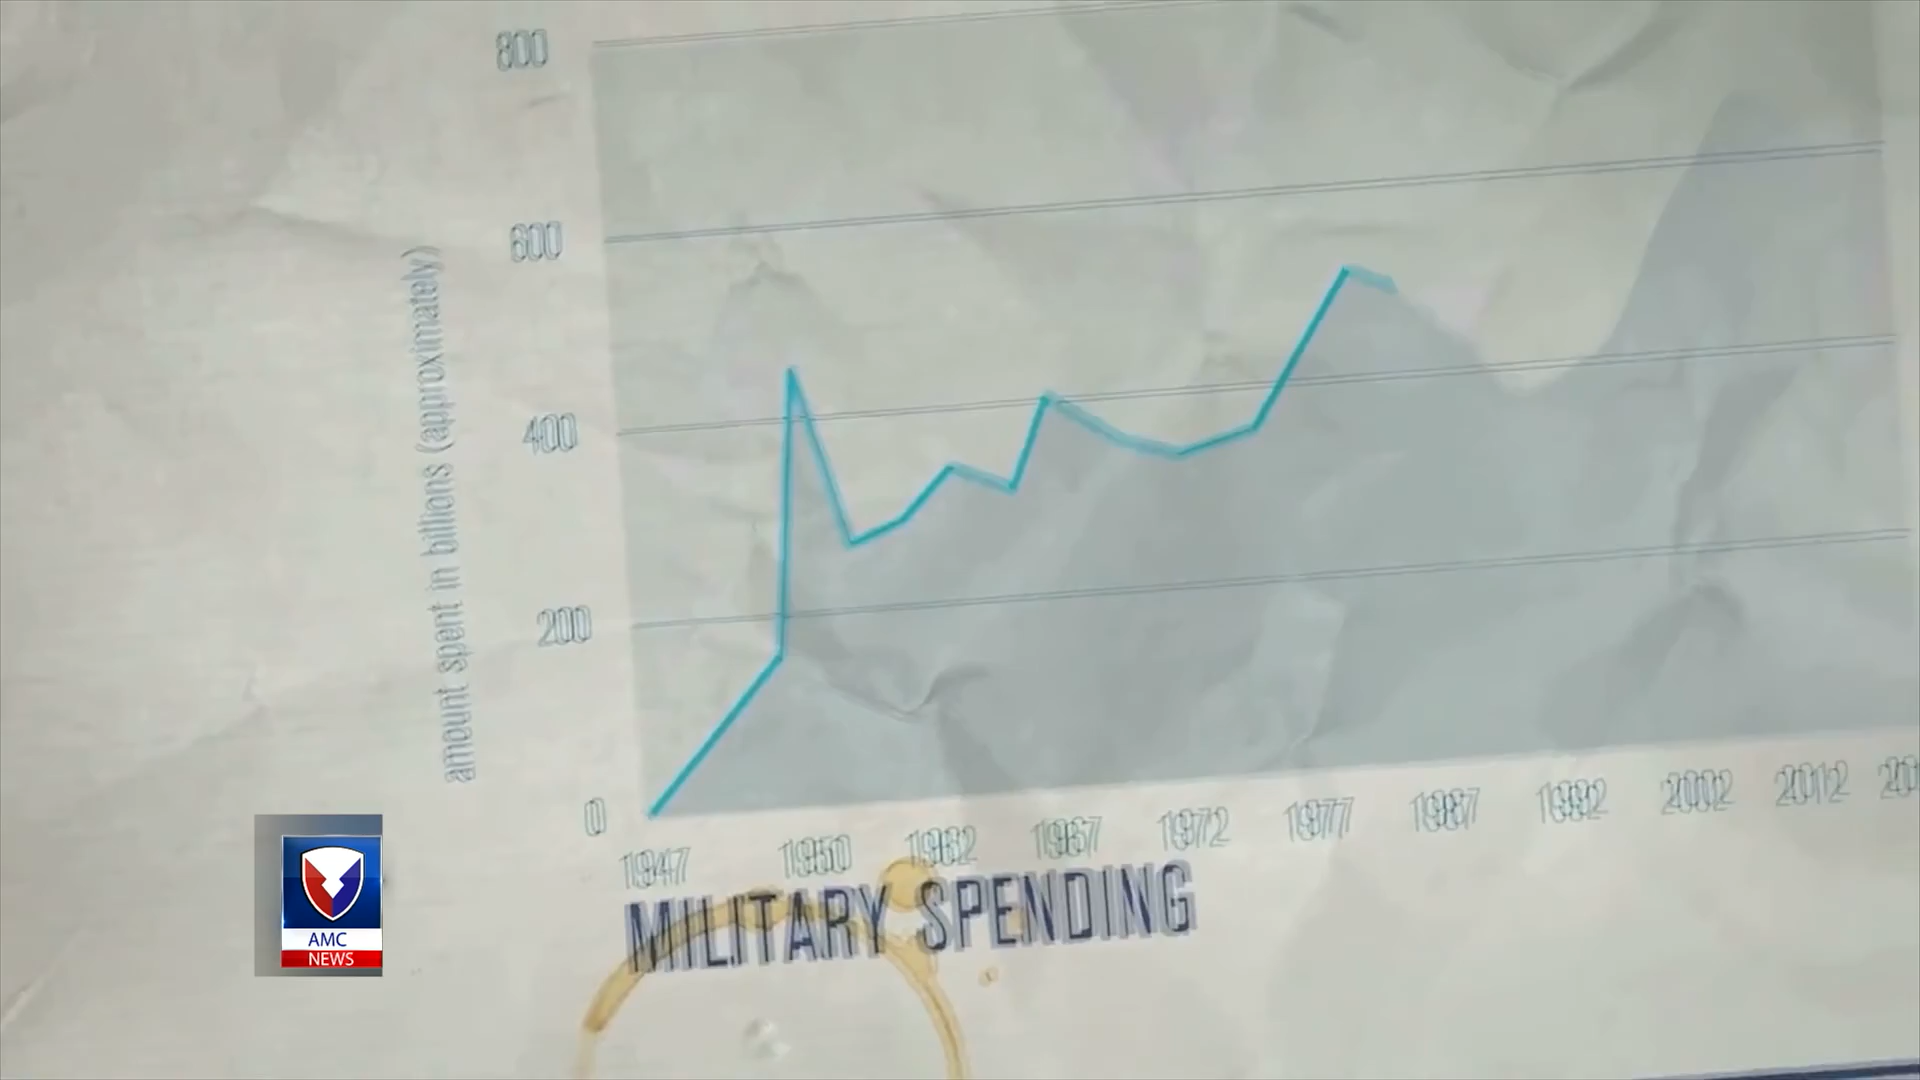 800
600
400
200
0
amount spent in billions (approximately)
1947 1950 1962 1967 1972 1977 1987 1992 2002 2012
MILITARY SPENDING
AMC
NEWS